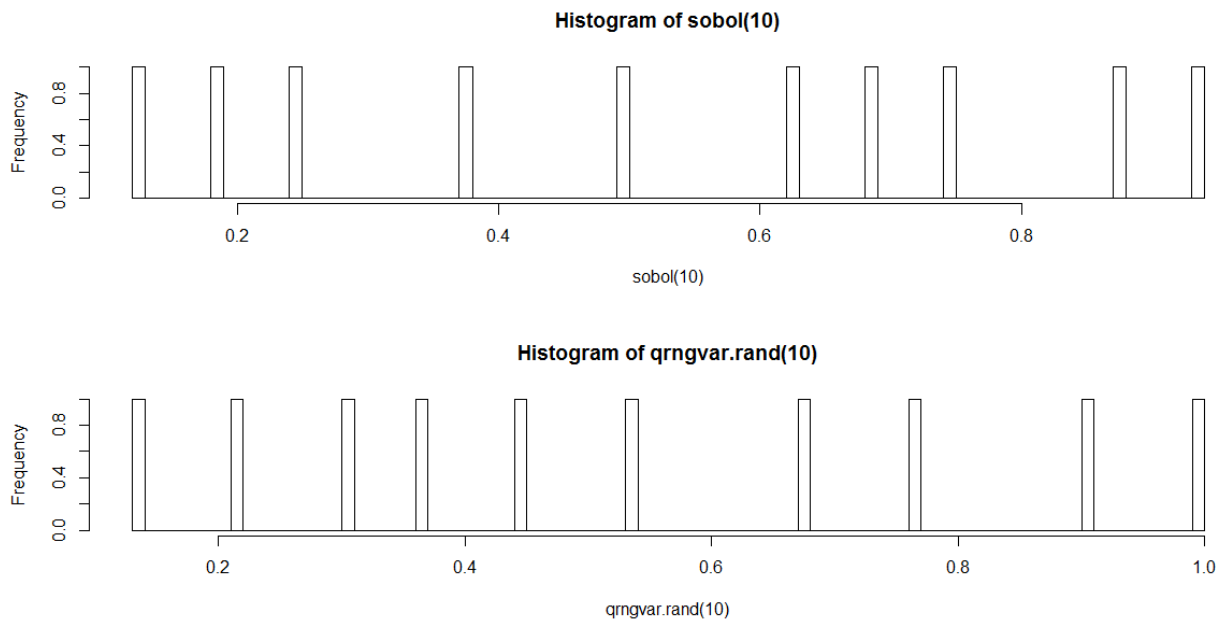 Histogram of sobol(10)
Frequency
0.0 0.4 0.8
0.2 0.4 0.6 0.8
sobol(10)
Histogram of qrngvar.rand(10)
Frequency
0.0 0.4 0.8
0.2 0.4 0.6 0.8 1.0
qrngvar.rand(10)